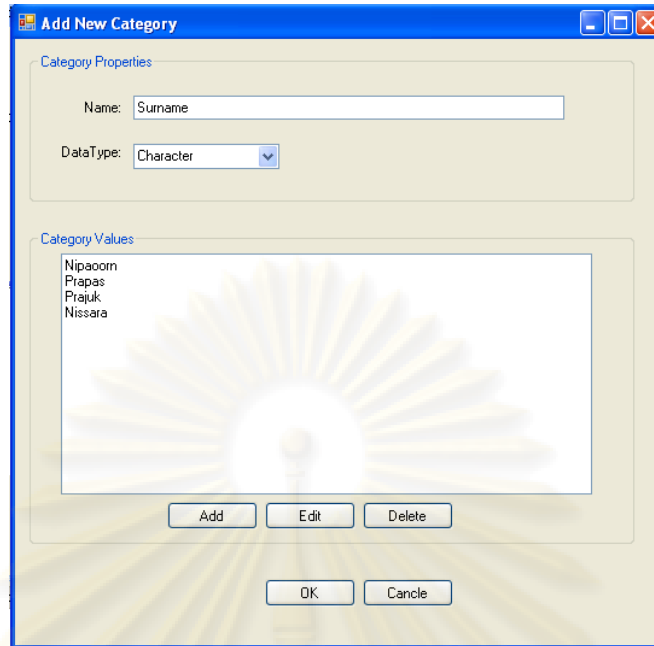 Add New Category
Category Properties
Name: Surname
DataType: Character
Category Values
Nipaoorn
Prapas
Prajuk
Nissara
Add Edit Delete
OK Cancle